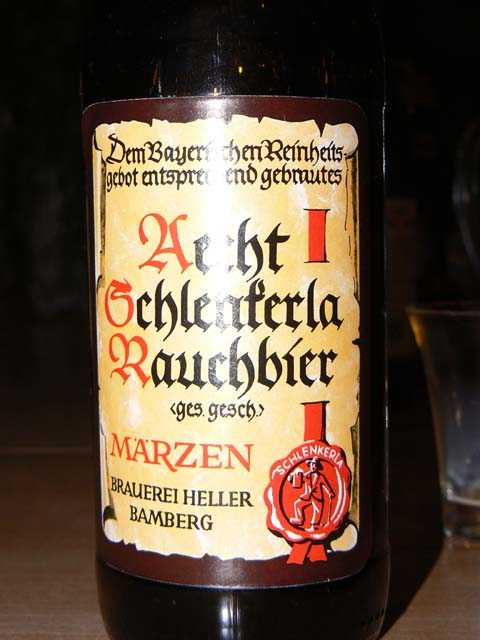 Dem Bayerischen Reinheits-
gebot entsprechend gebrautes
Aecht
Schlenkerla
Rauchbier
<ges. gesch.>
MÄRZEN
BRAUEREI HELLER
BAMBERG
SCHLENKERLA